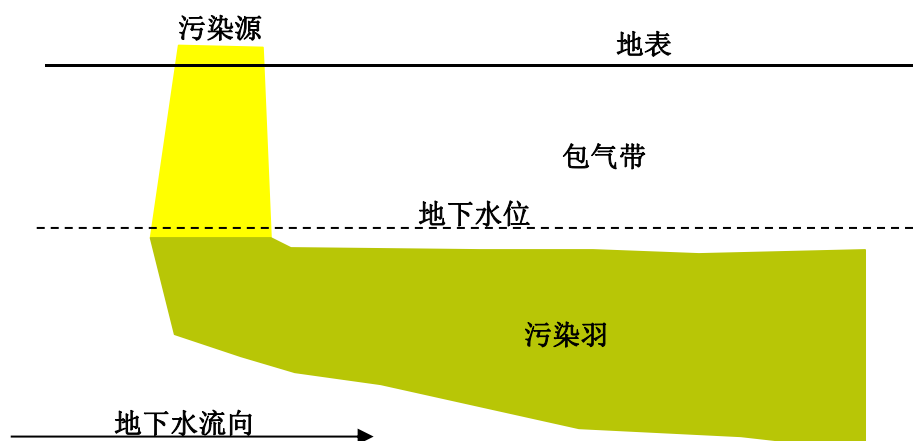 污染源
地表
包气带
地下水位
污染羽
地下水流向